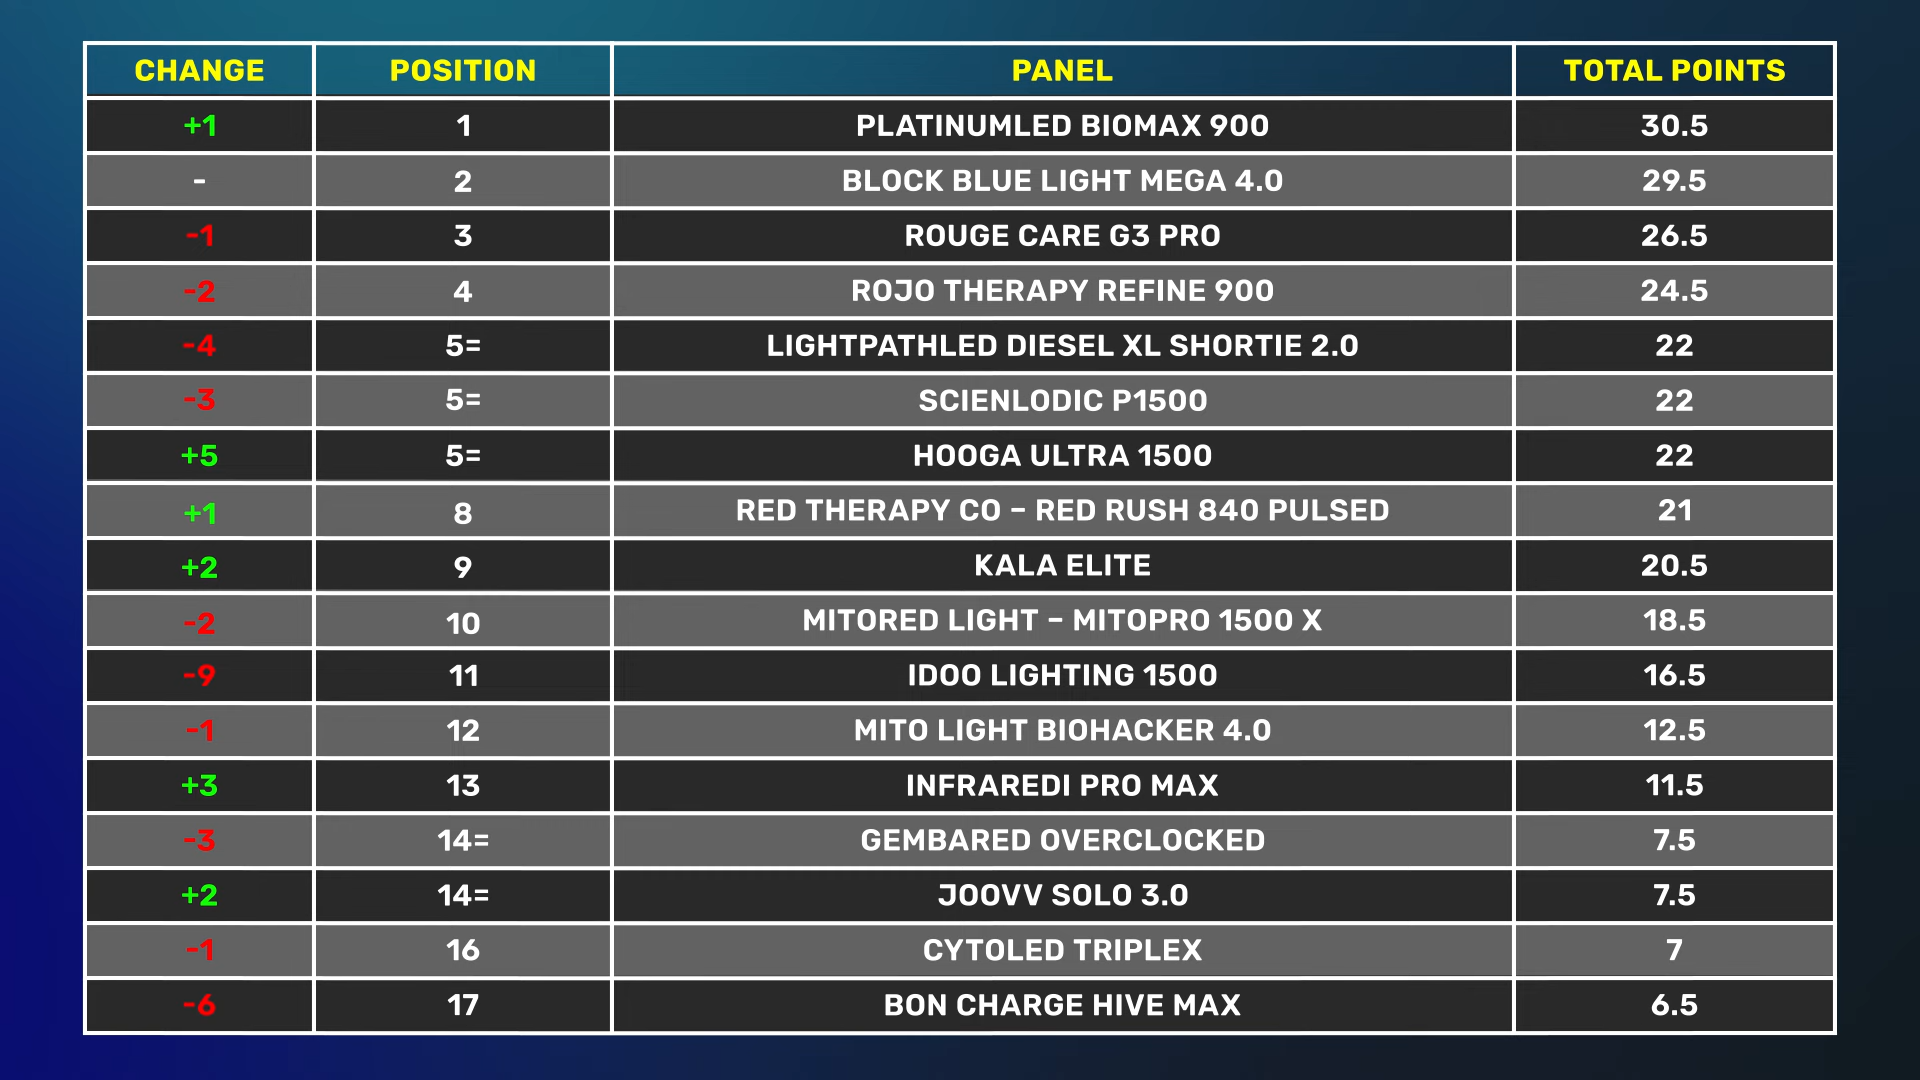 CHANGE POSITION PANEL TOTAL POINTS
+1 1 PLATINUMLED BIOMAX 900 30.5
- 2 BLOCK BLUE LIGHT MEGA 4.0 29.5
-1 3 ROUGE CARE G3 PRO 26.5
-2 4 ROJO THERAPY REFINE 900 24.5
-4 5= LIGHTPATHLED DIESEL XL SHORTIE 2.0 22
-3 5= SCIENLODIC P1500 22
+5 5= HOOGA ULTRA 1500 22
+1 8 RED THERAPY CO – RED RUSH 840 PULSED 21
+2 9 KALA ELITE 20.5
-2 10 MITORED LIGHT – MITOPRO 1500 X 18.5
-9 11 IDOO LIGHTING 1500 16.5
-1 12 MITO LIGHT BIOHACKER 4.0 12.5
+3 13 INFRAREDI PRO MAX 11.5
-3 14= GEMBARED OVERCLOCKED 7.5
+2 14= JOOVV SOLO 3.0 7.5
-1 16 CYTOLED TRIPLEX 7
-6 17 BON CHARGE HIVE MAX 6.5